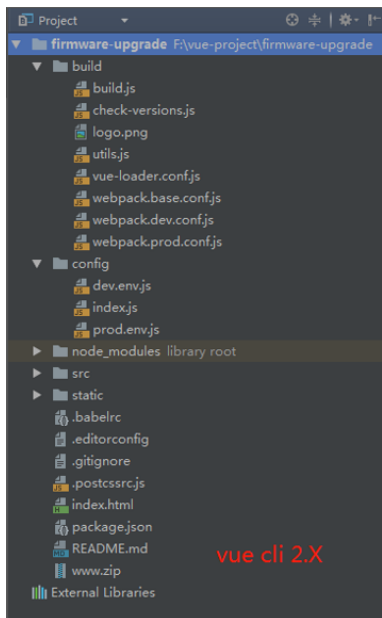 Project
firmware-upgrade F:\vue-project\firmware-upgrade
build
build.js
check-versions.js
logo.png
utils.js
vue-loader.conf.js
webpack.base.conf.js
webpack.dev.conf.js
webpack.prod.conf.js
config
dev.env.js
index.js
prod.env.js
node_modules library root
src
static
.babelrc
.editorconfig
.gitignore
.postcssrc.js
index.html
package.json
README.md
www.zip
vue cli 2.X
External Libraries